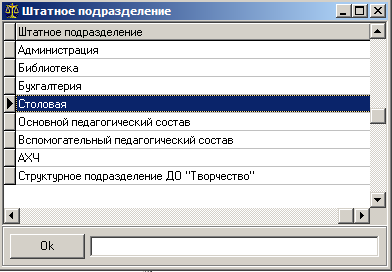 Штатное подразделение
Штатное подразделение
Администрация
Библиотека
Бухгалтерия
Столовая
Основной педагогический состав
Вспомогательный педагогический состав
АХЧ
Структурное подразделение ДО "Творчество"
Ok